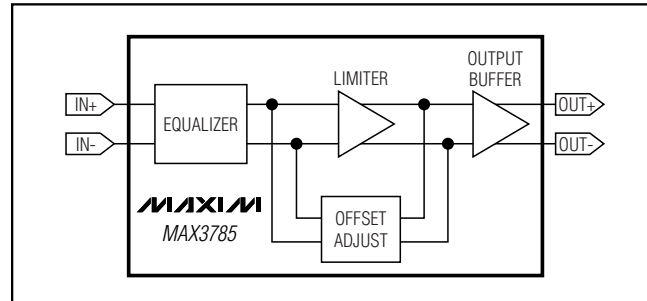 OUTPUT
BUFFER
LIMITER
IN+
EQUALIZER
OUT+
IN-
OUT-
MAXIM
MAX3785
OFFSET
ADJUST